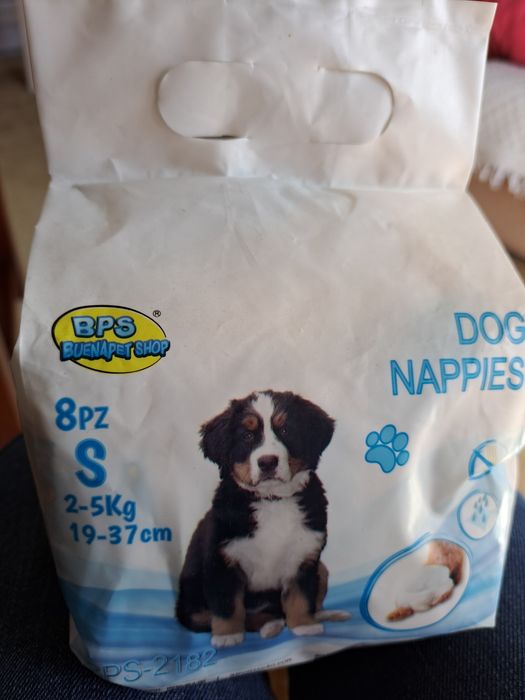 BPS ®
BUENAPET SHOP
DOG
NAPPIES
8PZ
S
2-5Kg
19-37cm
PS-2182